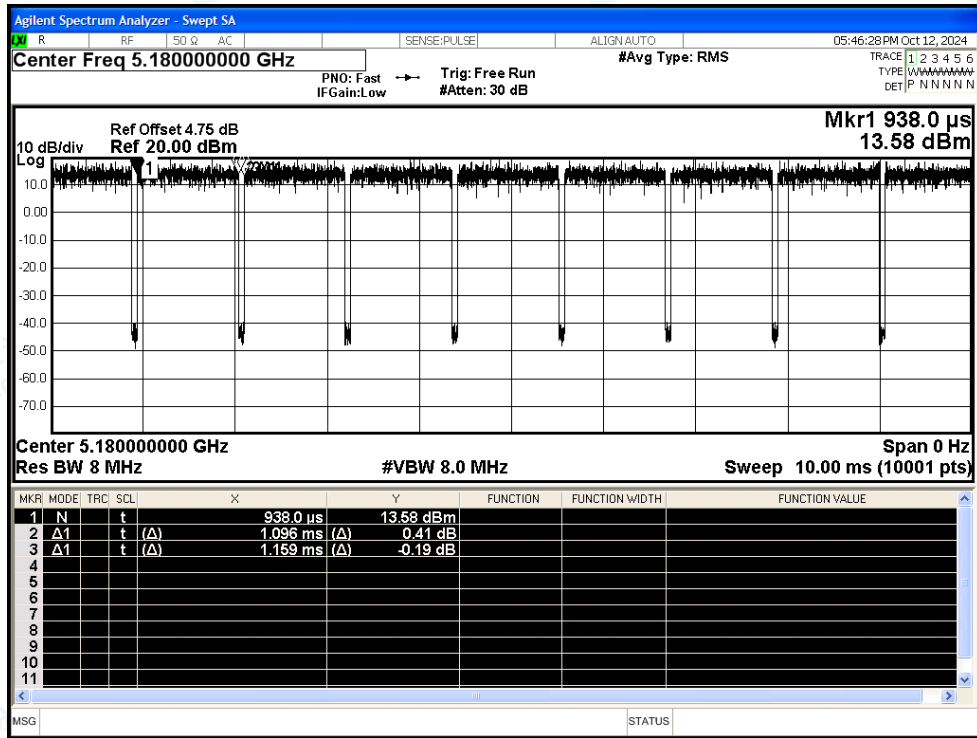 Agilent Spectrum Analyzer - Swept SA
LXI R RF 50 Ω AC SENSE:PULSE ALIGN AUTO 05:46:28 PM Oct 12, 2024
Center Freq 5.180000000 GHz #Avg Type: RMS TRACE 1 2 3 4 5 6
PNO: Fast Trig: Free Run TYPE WWWWWW
IFGain:Low #Atten: 30 dB DET P N N N N N
Mkr1 938.0 µs
13.58 dBm
Ref Offset 4.75 dB
10 dB/div Ref 20.00 dBm
Log
1
10.0
0.00
-10.0
-20.0
-30.0
-40.0
-50.0
-60.0
-70.0
Center 5.180000000 GHz Span 0 Hz
Res BW 8 MHz #VBW 8.0 MHz Sweep 10.00 ms (10001 pts)
MKR MODE TRC SCL X Y FUNCTION FUNCTION WIDTH FUNCTION VALUE
1 N t 938.0 µs 13.58 dBm
2 Δ1 t (Δ) 1.096 ms (Δ) 0.41 dB
3 Δ1 t (Δ) 1.159 ms (Δ) -0.19 dB
4
5
6
7
8
9
10
11
MSG STATUS